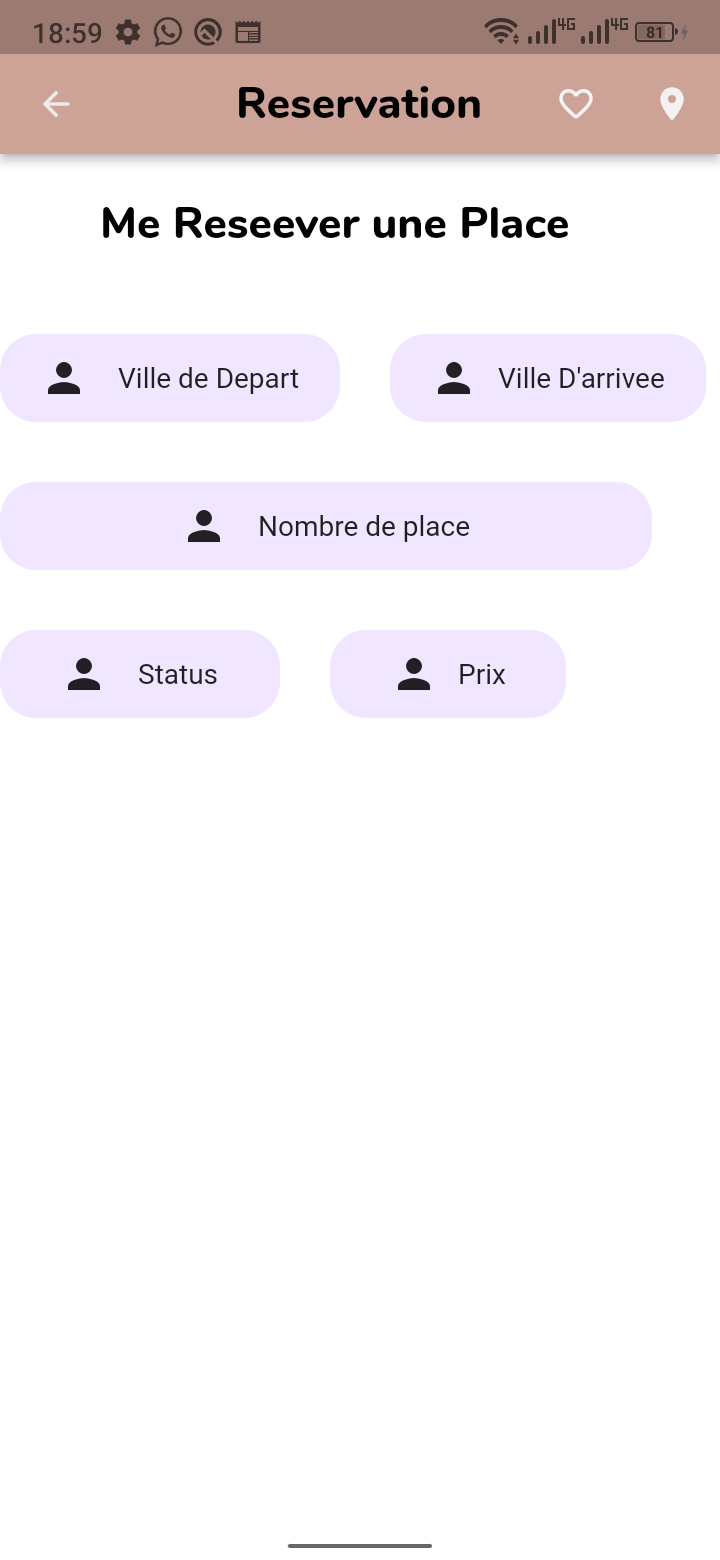 18:59 4G 4G 81
Reservation
Me Reseever une Place
Ville de Depart Ville D'arrivee
Nombre de place
Status Prix